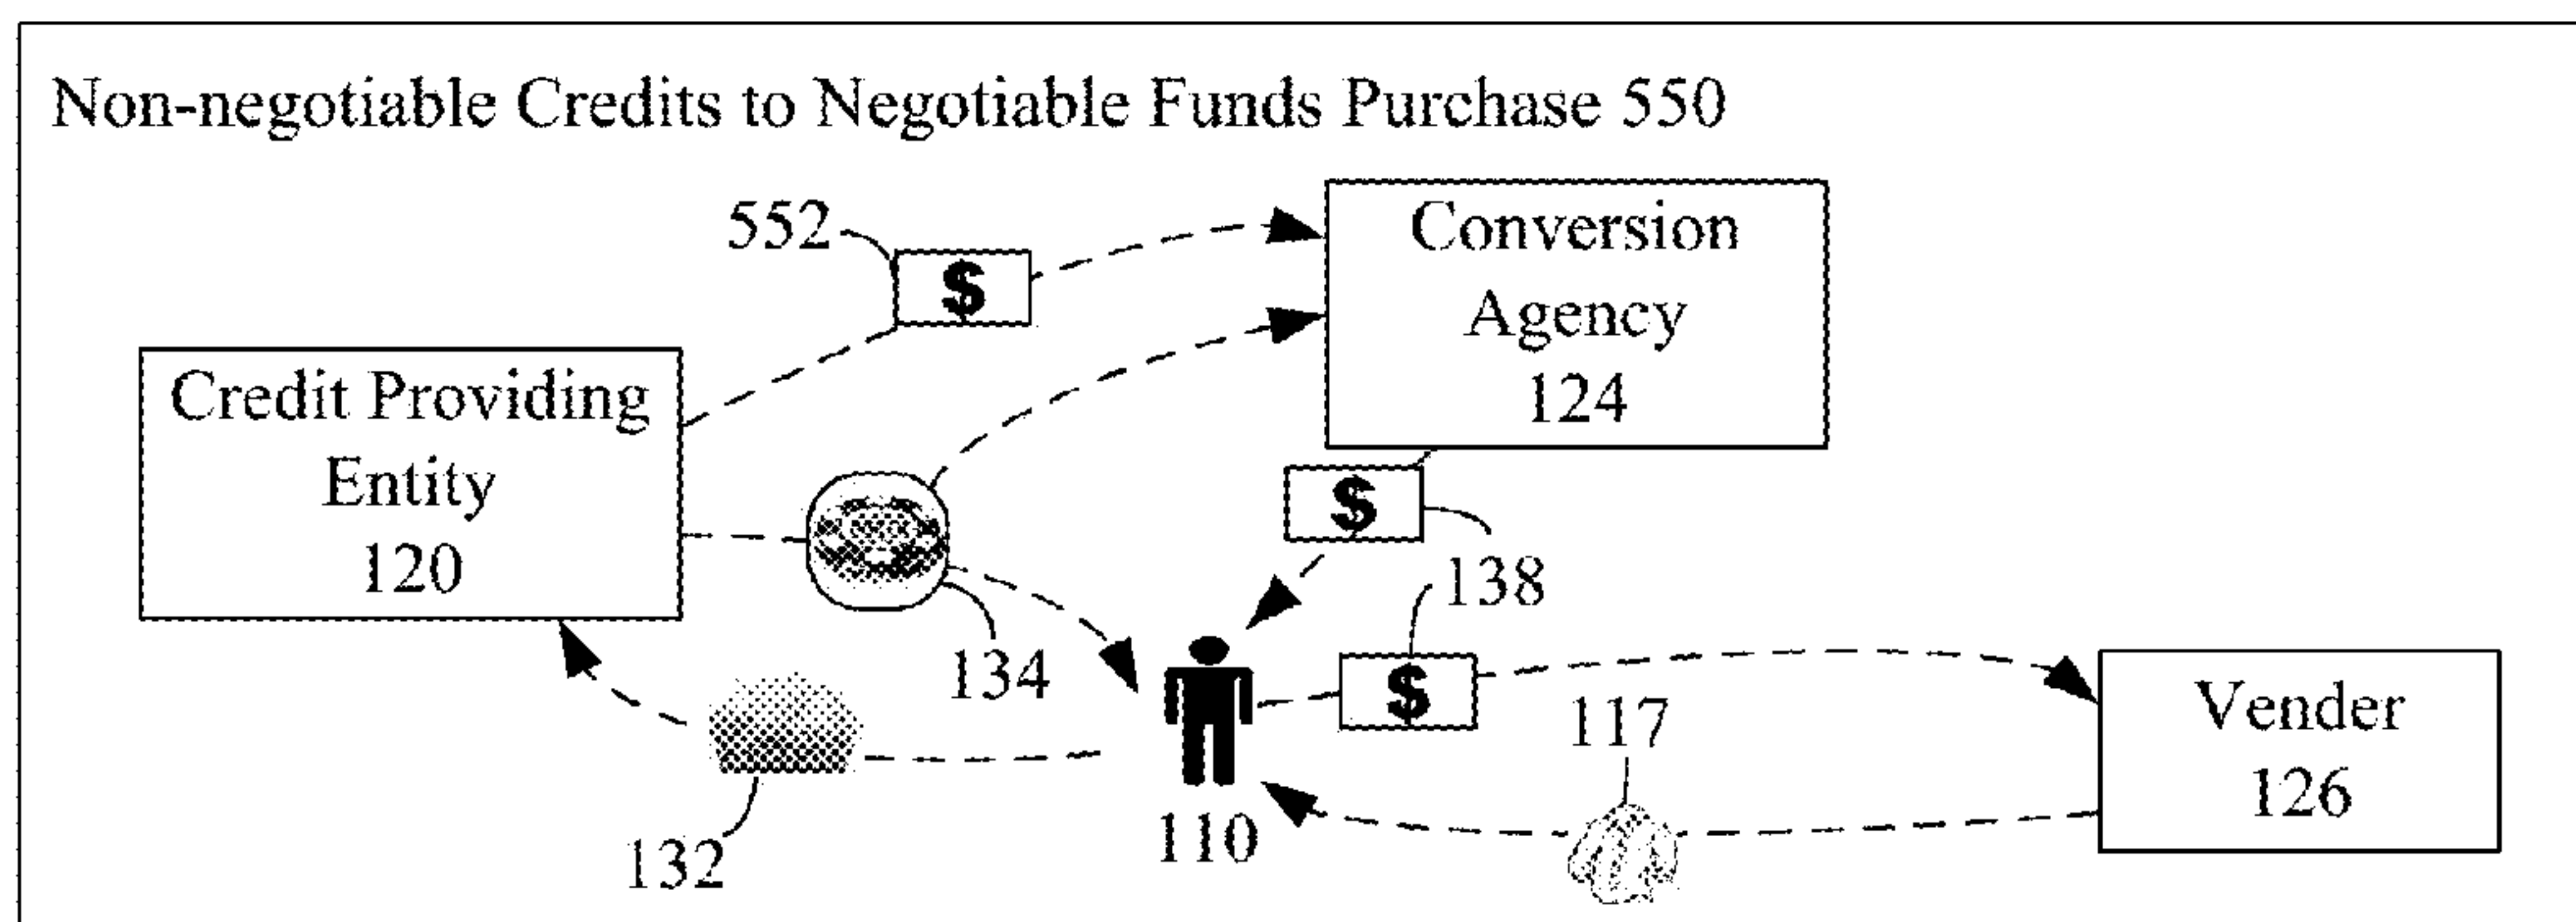 Non-negotiable Credits to Negotiable Funds Purchase 550
552
$
Conversion
Agency
124
Credit Providing
Entity
120
$
138
134
$
117
Vender
126
132
110